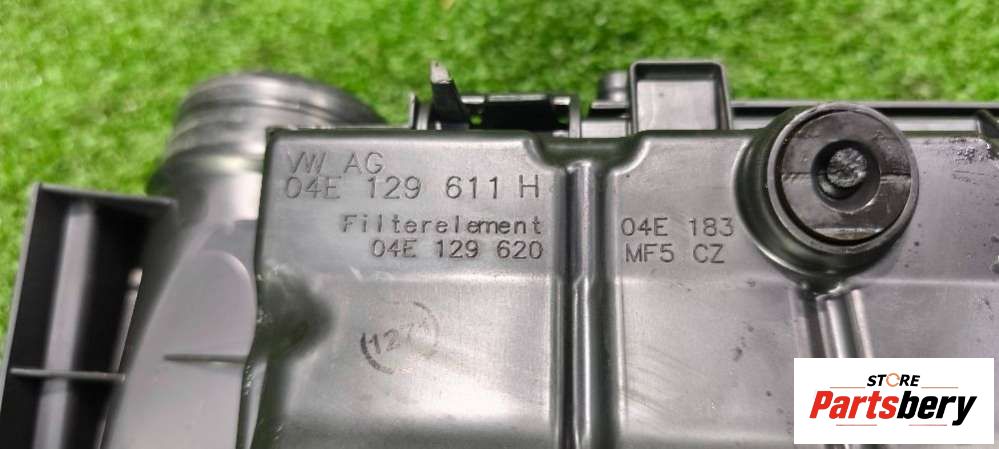 VW AG
04E 129 611 H
Filterelement
04E 129 620
04E 183
MF5 CZ
STORE
Partsbery